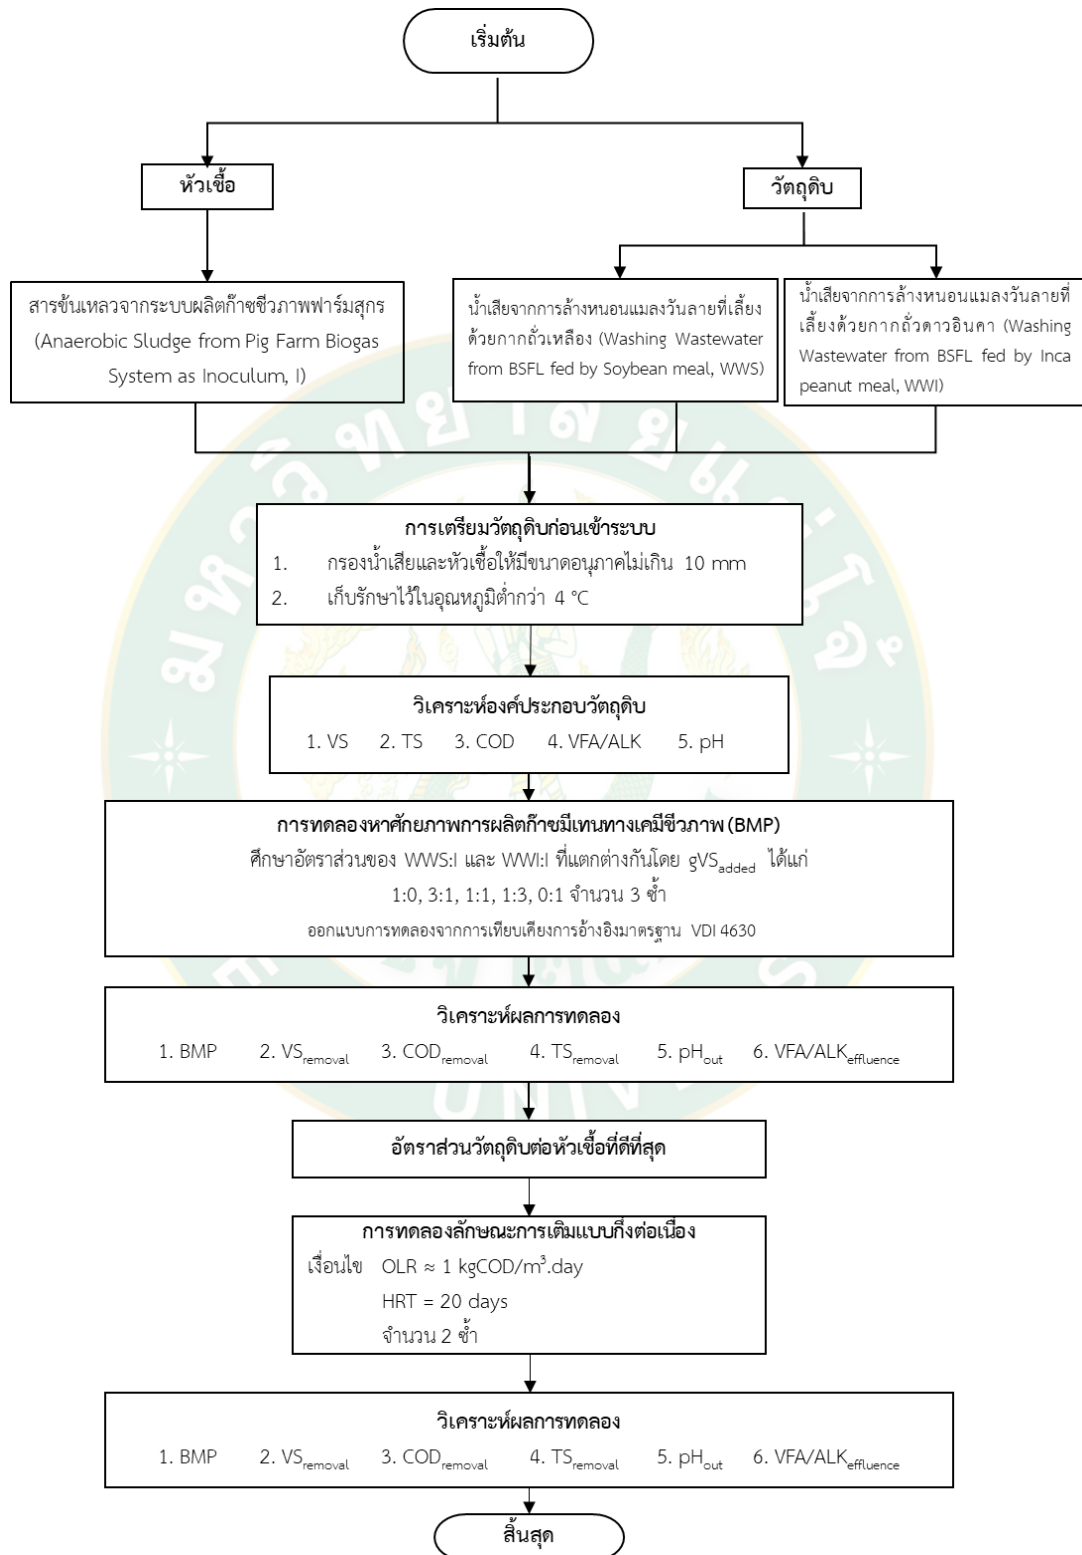 เริ่มต้น
หัวเชื้อ
วัตถุดิบ
สารข้นเหลวจากระบบผลิตก๊าซชีวภาพฟาร์มสุกร
(Anaerobic Sludge from Pig Farm Biogas
System as Inoculum, I)
น้ำเสียจากการล้างหนอนแมลงวันลายที่เลี้ยง
ด้วยกากถั่วเหลือง (Washing Wastewater
from BSFL fed by Soybean meal, WWS)
น้ำเสียจากการล้างหนอนแมลงวันลายที่
เลี้ยงด้วยกากถั่วดาวอินคา (Washing
Wastewater from BSFL fed by Inca
peanut meal, WWI)
มหาวิทยาลัยแม่โจ้
การเตรียมวัตถุดิบก่อนเข้าระบบ
1. กรองน้ำเสียและหัวเชื้อให้มีขนาดอนุภาคไม่เกิน 10 mm
2. เก็บรักษาไว้ในอุณหภูมิต่ำกว่า 4 °C
วิเคราะห์องค์ประกอบวัตถุดิบ
1. VS 2. TS 3. COD 4. VFA/ALK 5. pH
การทดลองหาศักยภาพการผลิตก๊าซมีเทนทางเคมีชีวภาพ (BMP)
ศึกษาอัตราส่วนของ WWS:I และ WWI:I ที่แตกต่างกันโดย gVSadded ได้แก่
1:0, 3:1, 1:1, 1:3, 0:1 จำนวน 3 ซ้ำ
ออกแบบการทดลองจากการเทียบเคียงการอ้างอิงมาตรฐาน VDI 4630
วิเคราะห์ผลการทดลอง
1. BMP 2. VSremoval 3. CODremoval 4. TSremoval 5. pHout 6. VFA/ALKeffluence
อัตราส่วนวัตถุดิบต่อหัวเชื้อที่ดีที่สุด
การทดลองลักษณะการเติมแบบกึ่งต่อเนื่อง
เงื่อนไข OLR ≈ 1 kgCOD/m³.day
HRT = 20 days
จำนวน 2 ซ้ำ
วิเคราะห์ผลการทดลอง
1. BMP 2. VSremoval 3. CODremoval 4. TSremoval 5. pHout 6. VFA/ALKeffluence
สิ้นสุด